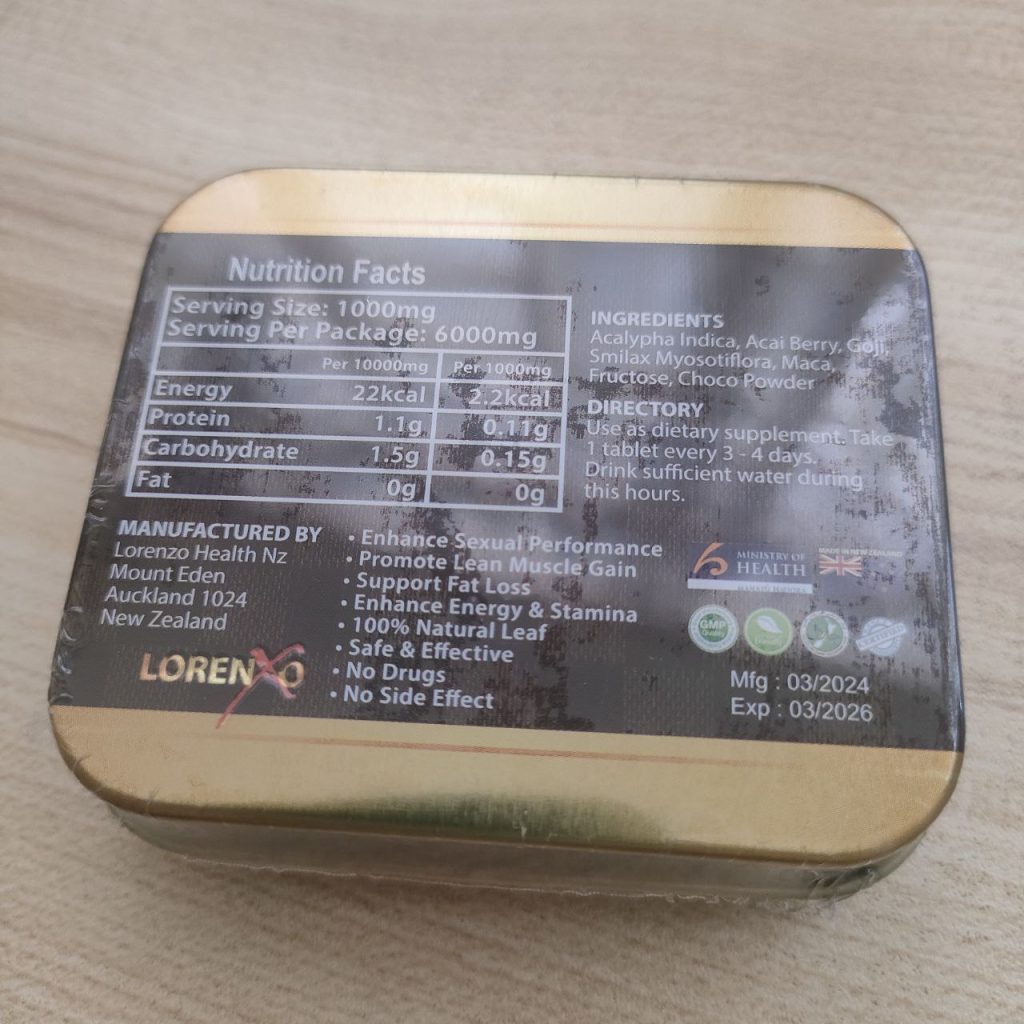 Nutrition Facts
Serving Size: 1000mg
Serving Per Package: 6000mg
Per 10000mg Per 1000mg
Energy 22kcal 2.2kcal
Protein 1.1g 0.11g
Carbohydrate 1.5g 0.15g
Fat 0g 0g
INGREDIENTS
Acalypha Indica, Acai Berry, Goji,
Smilax Myosotiflora, Maca,
Fructose, Choco Powder
DIRECTORY
Use as dietary supplement. Take
1 tablet every 3 - 4 days.
Drink sufficient water during
this hours.
MANUFACTURED BY
Lorenzo Health Nz
Mount Eden
Auckland 1024
New Zealand
LORENXO
• Enhance Sexual Performance
• Promote Lean Muscle Gain
• Support Fat Loss
• Enhance Energy & Stamina
• 100% Natural Leaf
• Safe & Effective
• No Drugs
• No Side Effect
MINISTRY OF
HEALTH
MADE IN NEW ZEALAND
GMP
Quality
Mfg : 03/2024
Exp : 03/2026